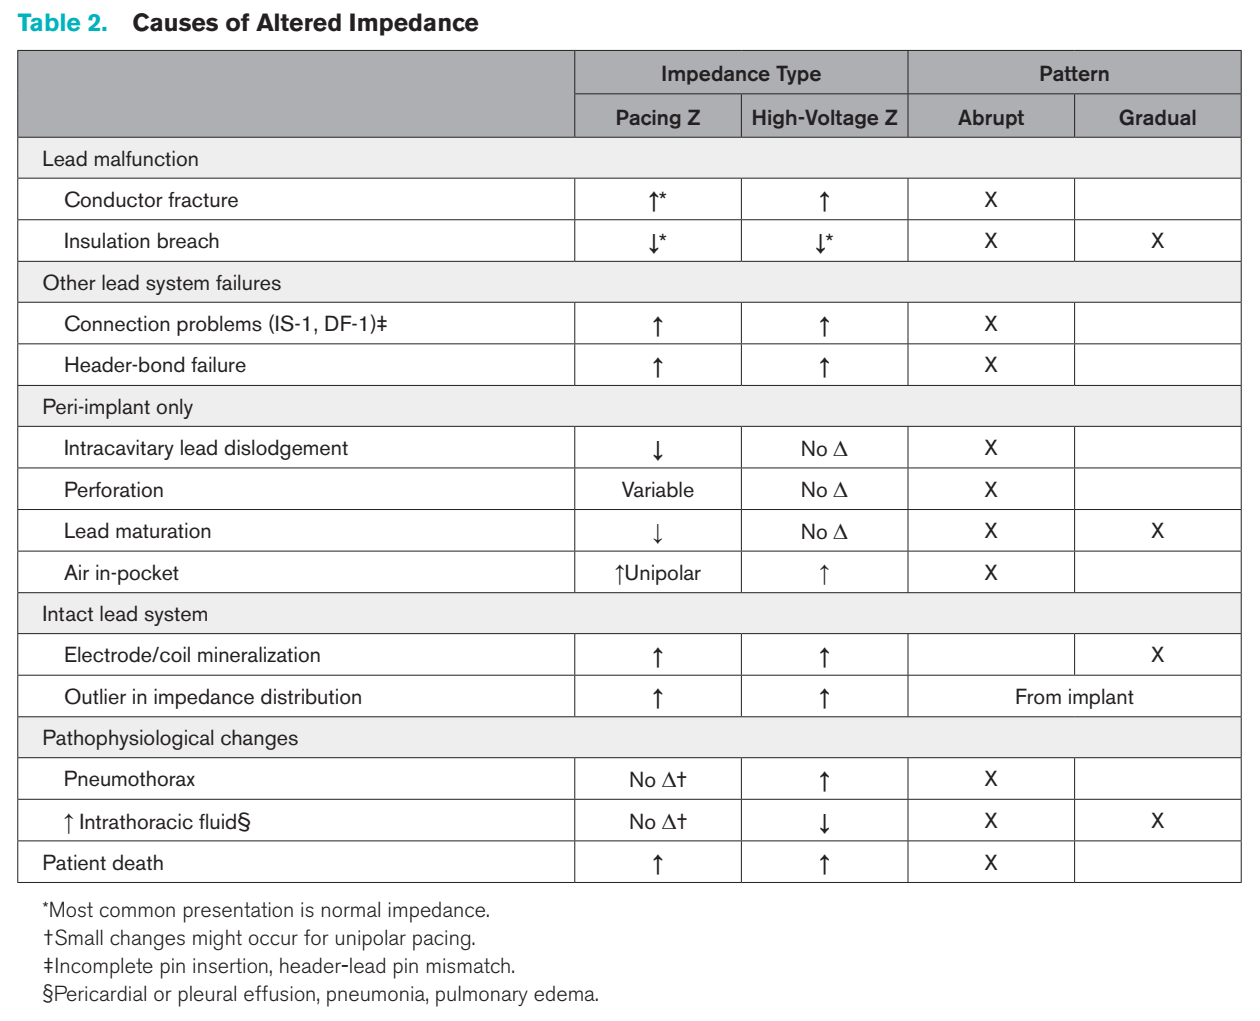 Table 2. Causes of Altered Impedance
Impedance Type Pattern
Pacing Z High-Voltage Z Abrupt Gradual
Lead malfunction
Conductor fracture ↑* ↑ X
Insulation breach ↓* ↓* X X
Other lead system failures
Connection problems (IS-1, DF-1)‡ ↑ ↑ X
Header-bond failure ↑ ↑ X
Peri-implant only
Intracavitary lead dislodgement ↓ No Δ X
Perforation Variable No Δ X
Lead maturation ↓ No Δ X X
Air in-pocket ↑Unipolar ↑ X
Intact lead system
Electrode/coil mineralization ↑ ↑ X
Outlier in impedance distribution ↑ ↑ From implant
Pathophysiological changes
Pneumothorax No Δ† ↑ X
↑ Intrathoracic fluid§ No Δ† ↓ X X
Patient death ↑ ↑ X
*Most common presentation is normal impedance.
†Small changes might occur for unipolar pacing.
‡Incomplete pin insertion, header-lead pin mismatch.
§Pericardial or pleural effusion, pneumonia, pulmonary edema.